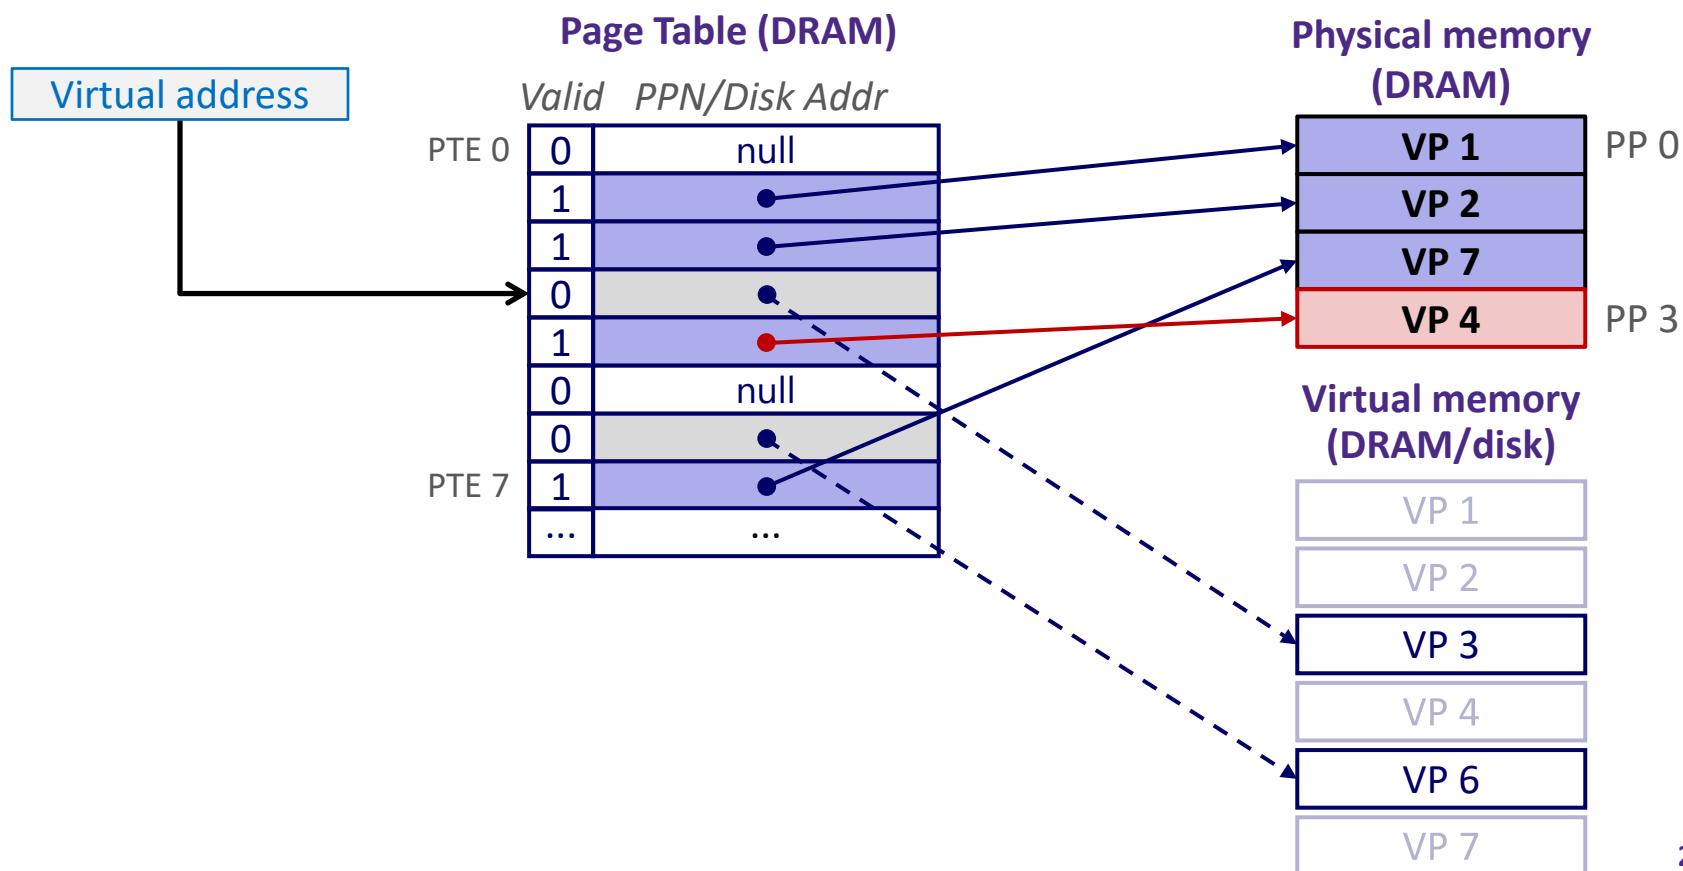 Page Table (DRAM)
Physical memory
(DRAM)
Virtual address
Valid PPN/Disk Addr
PTE 0 0 null
1
1
0
1
0 null
0
PTE 7 1
... ...
VP 1 PP 0
VP 2
VP 7
VP 4 PP 3
Virtual memory
(DRAM/disk)
VP 1
VP 2
VP 3
VP 4
VP 6
VP 7